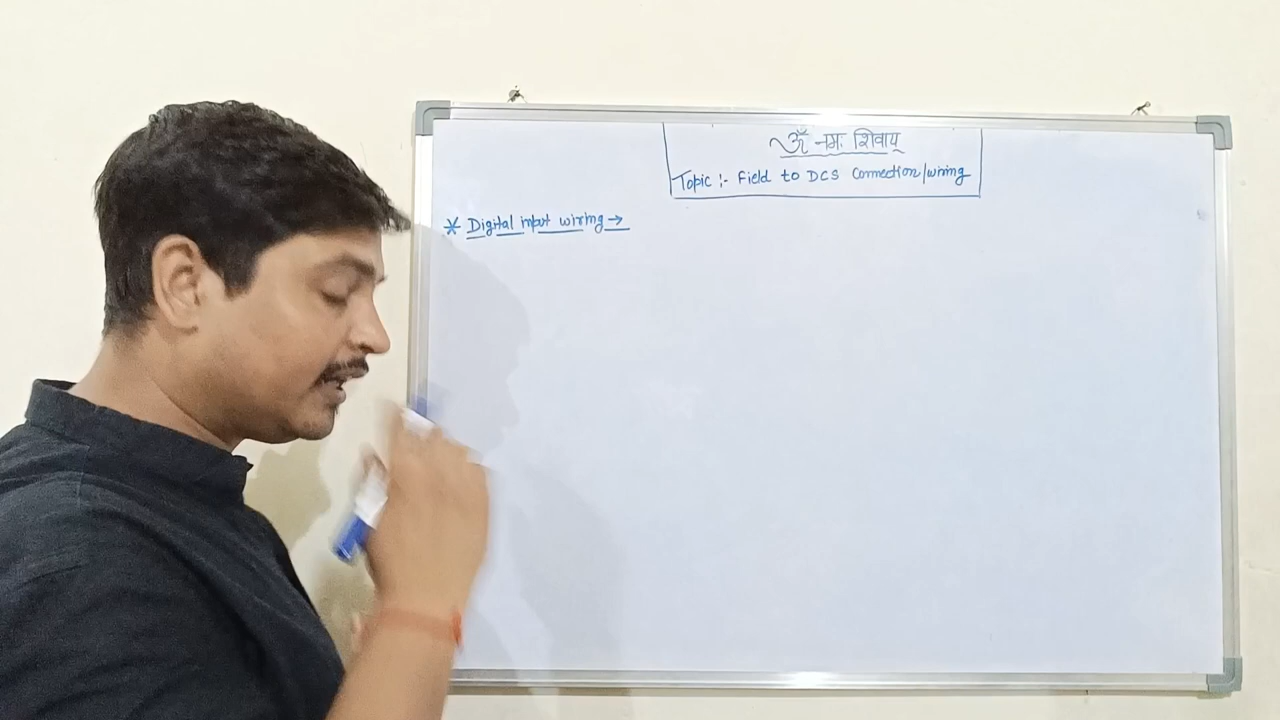 ॐ नमः शिवाय्
Topic :- Field to DCS Connection/wiring
* Digital input wiring →